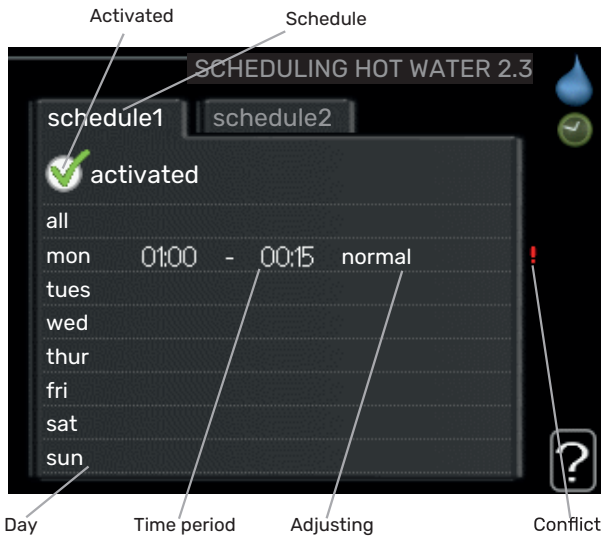 Activated
Schedule
SCHEDULING HOT WATER 2.3
schedule1 schedule2
activated
all
mon 01:00 - 00:15 normal !
tues
wed
thur
fri
sat
sun
?
Day Time period Adjusting Conflict